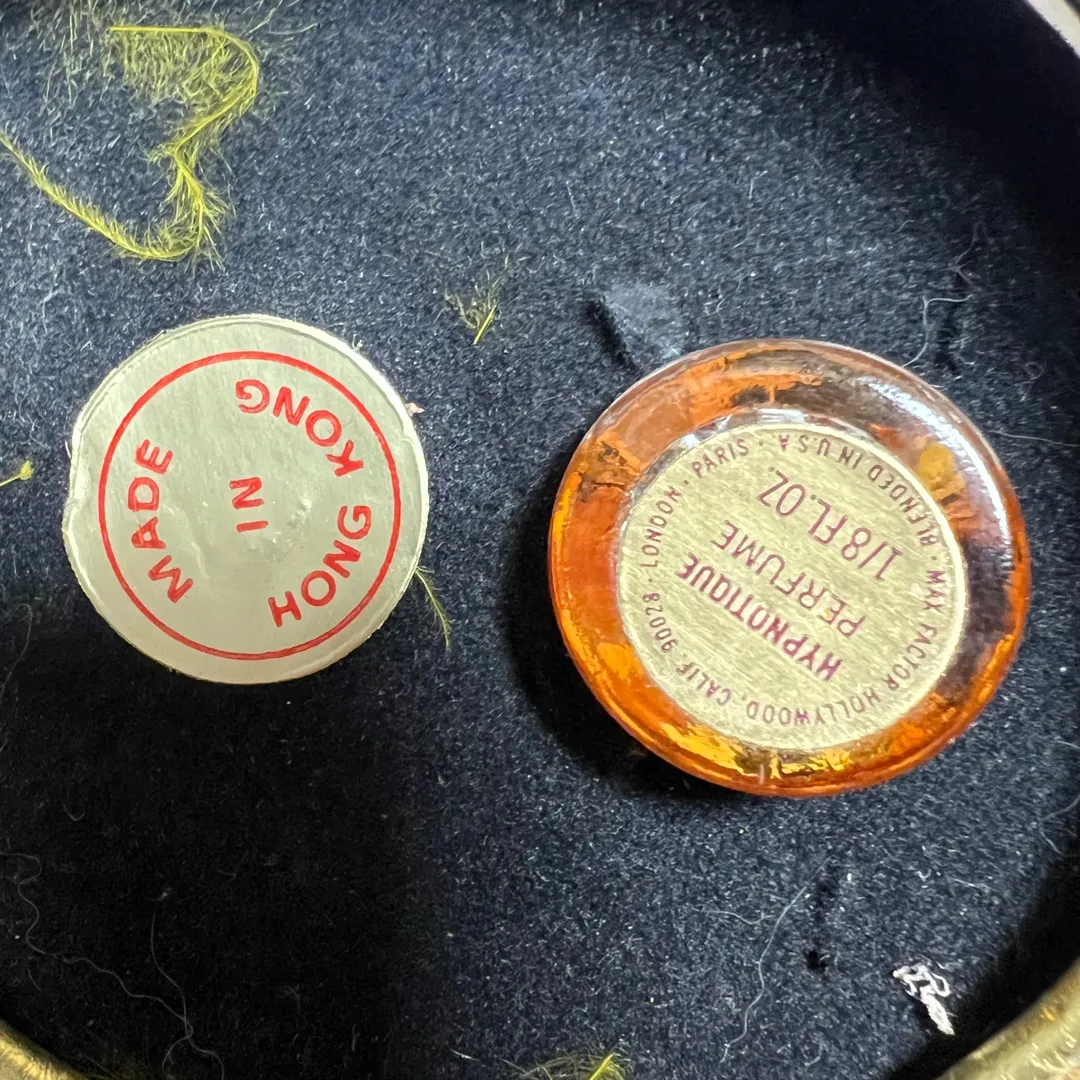 MADE
IN
HONG KONG
HYPNOTIQUE
PERFUME
1/8 FL.OZ
MAX FACTOR HOLLYWOOD, CALIF 90028 · LONDON · PARIS · BLENDED IN U.S.A.